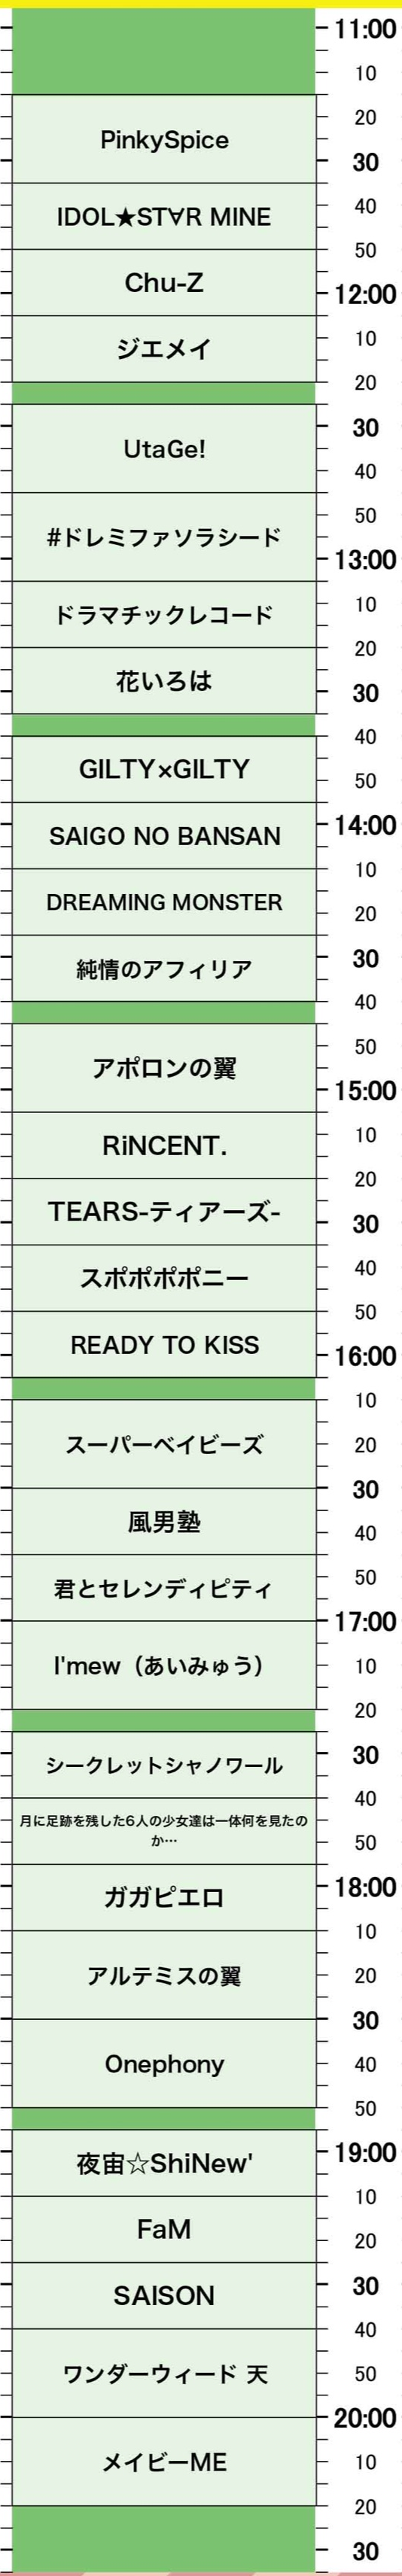 11:00
10
PinkySpice
20
30
IDOL★ST∀R MINE
40
50
Chu-Z
12:00
ジエメイ
10
20
30
UtaGe!
40
50
#ドレミファソラシード
13:00
ドラマチックレコード
10
20
花いろは
30
40
GILTY×GILTY
50
14:00
SAIGO NO BANSAN
10
DREAMING MONSTER
20
30
純情のアフィリア
40
50
アポロンの翼
15:00
10
RiNCENT.
20
TEARS-ティアーズ-
30
40
スポポポポニー
50
READY TO KISS
16:00
10
スーパーベイビーズ
20
30
風男塾
40
50
君とセレンディピティ
17:00
I'mew（あいみゅう）
10
20
30
シークレットシャノワール
40
月に足跡を残した6人の少女達は一体何を見たの
か…
50
18:00
ガガピエロ
10
アルテミスの翼
20
30
Onephony
40
50
19:00
夜宙☆ShiNew'
10
FaM
20
30
SAISON
40
ワンダーウィード 天
50
20:00
メイビーME
10
20
30